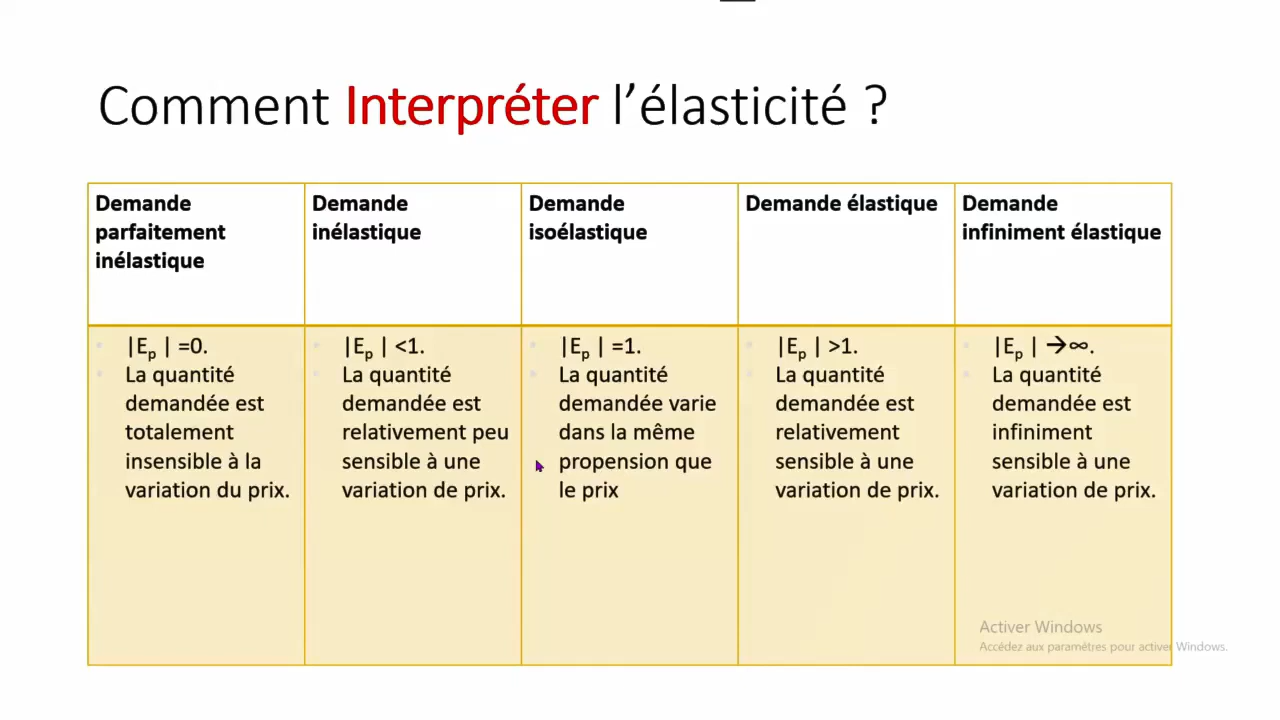 Comment Interpréter l’élasticité ?
Demande
parfaitement
inélastique
Demande
inélastique
Demande
isoélastique
Demande élastique
Demande
infiniment élastique
|Ep | =0.
La quantité
demandée est
totalement
insensible à la
variation du prix.
|Ep | <1.
La quantité
demandée est
relativement peu
sensible à une
variation de prix.
|Ep | =1.
La quantité
demandée varie
dans la même
propension que
le prix
|Ep | >1.
La quantité
demandée est
relativement
sensible à une
variation de prix.
|Ep | →∞.
La quantité
demandée est
infiniment
sensible à une
variation de prix.
Activer Windows
Accédez aux paramètres pour activer Windows.